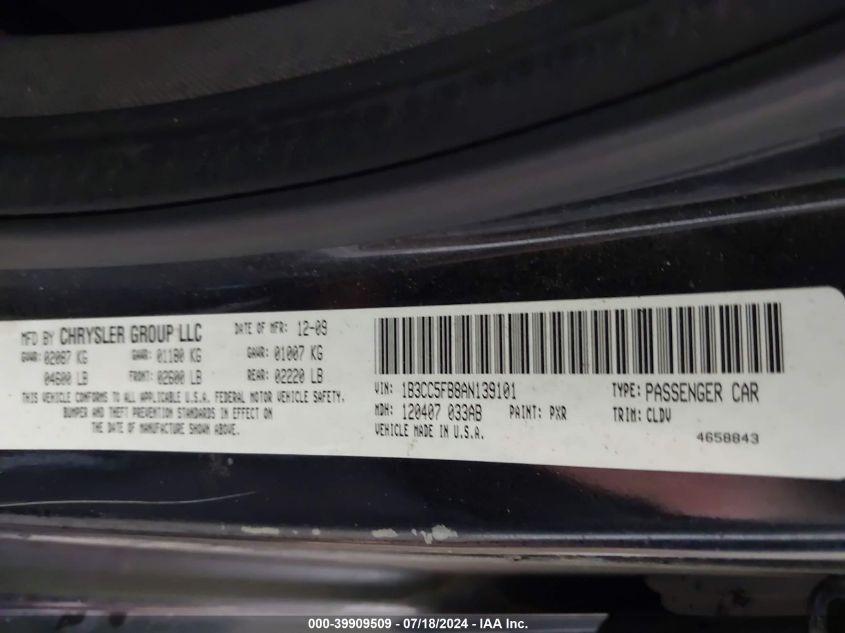 MFD BY CHRYSLER GROUP LLC DATE OF MFR: 12-09
GVWR: 02087 KG GAWR: 01180 KG GAWR: 01007 KG
04600 LB FRONT: 02600 LB REAR: 02220 LB
THIS VEHICLE CONFORMS TO ALL APPLICABLE U.S.A. FEDERAL MOTOR VEHICLE SAFETY,
BUMPER AND THEFT PREVENTION STANDARDS IN EFFECT ON
THE DATE OF MANUFACTURE SHOWN ABOVE.
VIN: 1B3CC5FB8AN139101 TYPE: PASSENGER CAR
MDH: 120407 033AB PAINT: PXR TRIM: CLDV
VEHICLE MADE IN U.S.A. 4658843
000-39909509 - 07/18/2024 - IAA Inc.